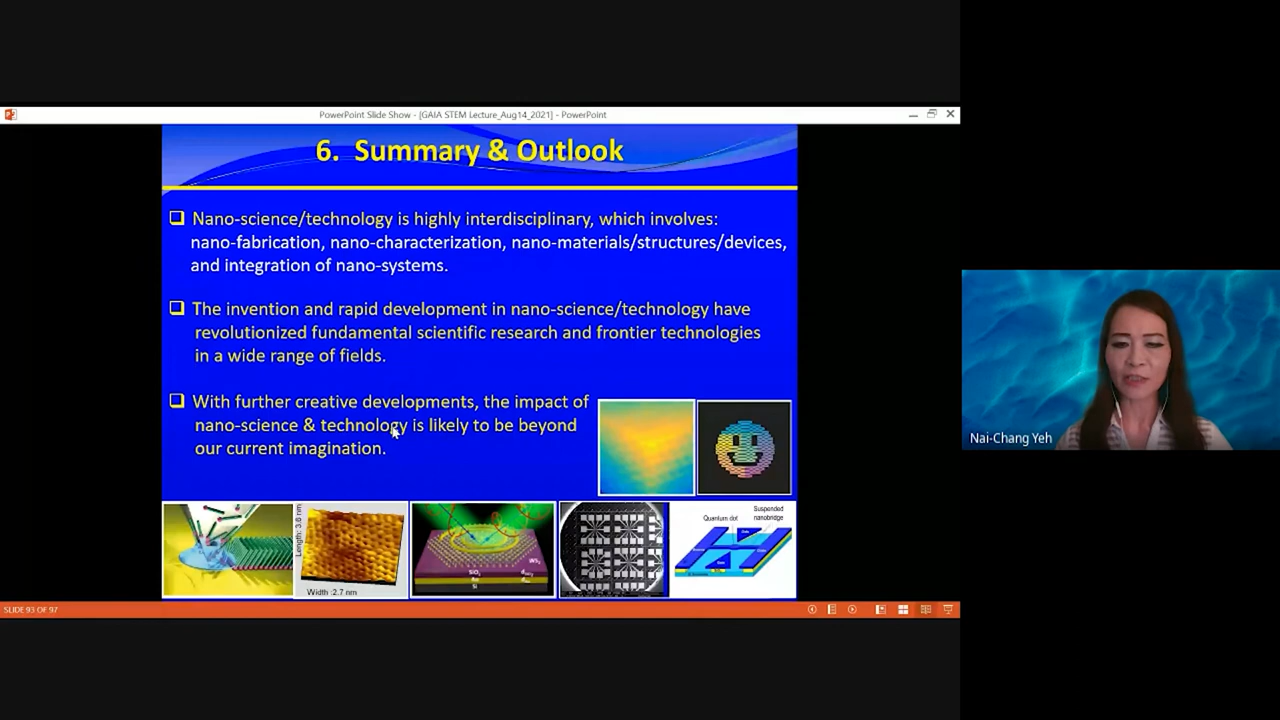 PowerPoint Slide Show - [GAIA STEM Lecture_Aug14_2021] - PowerPoint
6. Summary & Outlook
Nano-science/technology is highly interdisciplinary, which involves:
nano-fabrication, nano-characterization, nano-materials/structures/devices,
and integration of nano-systems.
The invention and rapid development in nano-science/technology have
revolutionized fundamental scientific research and frontier technologies
in a wide range of fields.
With further creative developments, the impact of
nano-science & technology is likely to be beyond
our current imagination.
Nai-Chang Yeh
Length: 3.6 nm
Width :2.7 nm
SiO₂
Au
Si
WS₂
Quantum dot
Suspended
nanobridge
SLIDE 93 OF 97